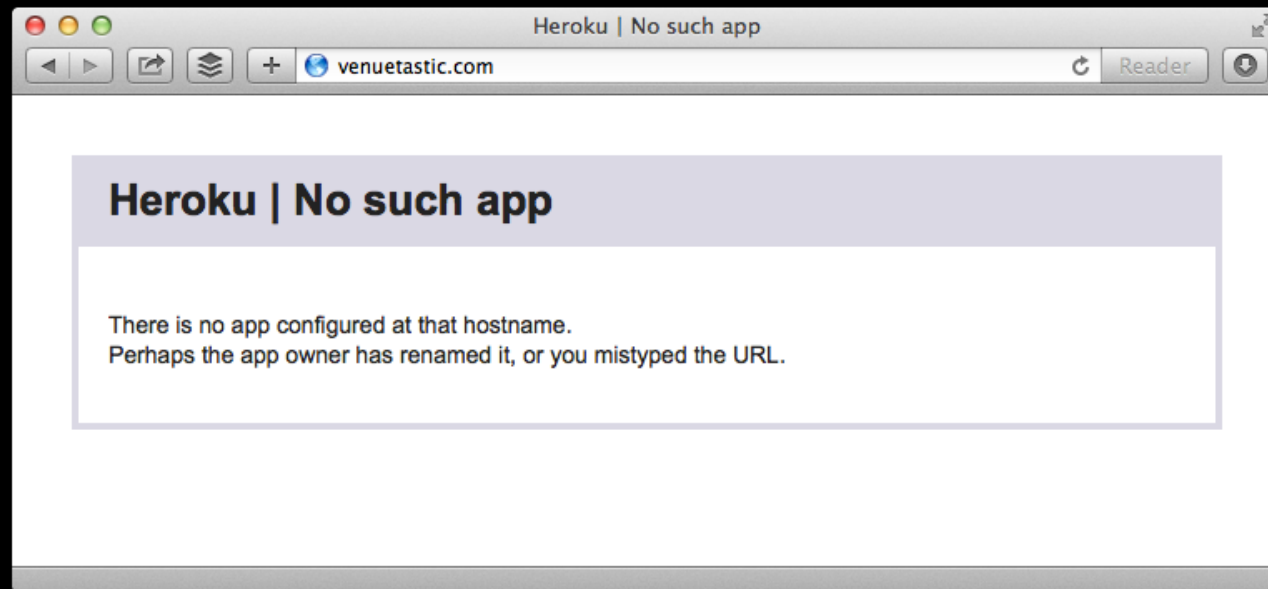 Heroku | No such app
venuetastic.com
Reader
Heroku | No such app
There is no app configured at that hostname.
Perhaps the app owner has renamed it, or you mistyped the URL.